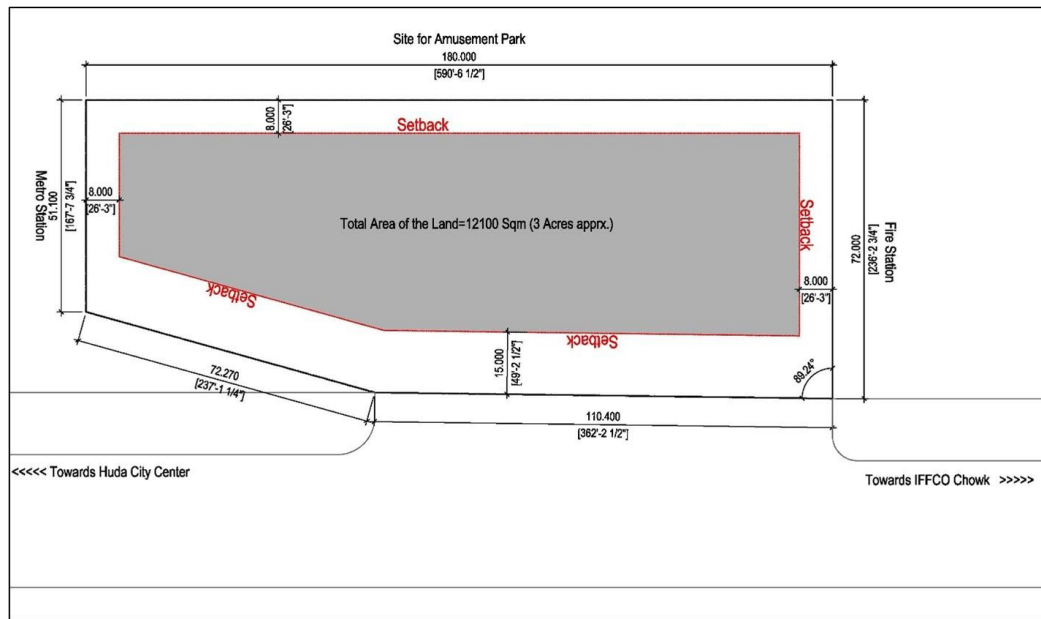 Site for Amusement Park
180.000
[590'-6 1/2"]
8.000
[26'-3"]
Setback
Metro Station
51.100
[167'-7 3/4"]
8.000
[26'-3"]
Total Area of the Land=12100 Sqm (3 Acres apprx.)
Setback
Fire Station
72.000
[236'-2 3/4"]
8.000
[26'-3"]
Setback
Setback
15.000
[49'-2 1/2"]
89.24°
72.270
[237'-1 1/4"]
110.400
[362'-2 1/2"]
<<<<< Towards Huda City Center
Towards IFFCO Chowk >>>>>